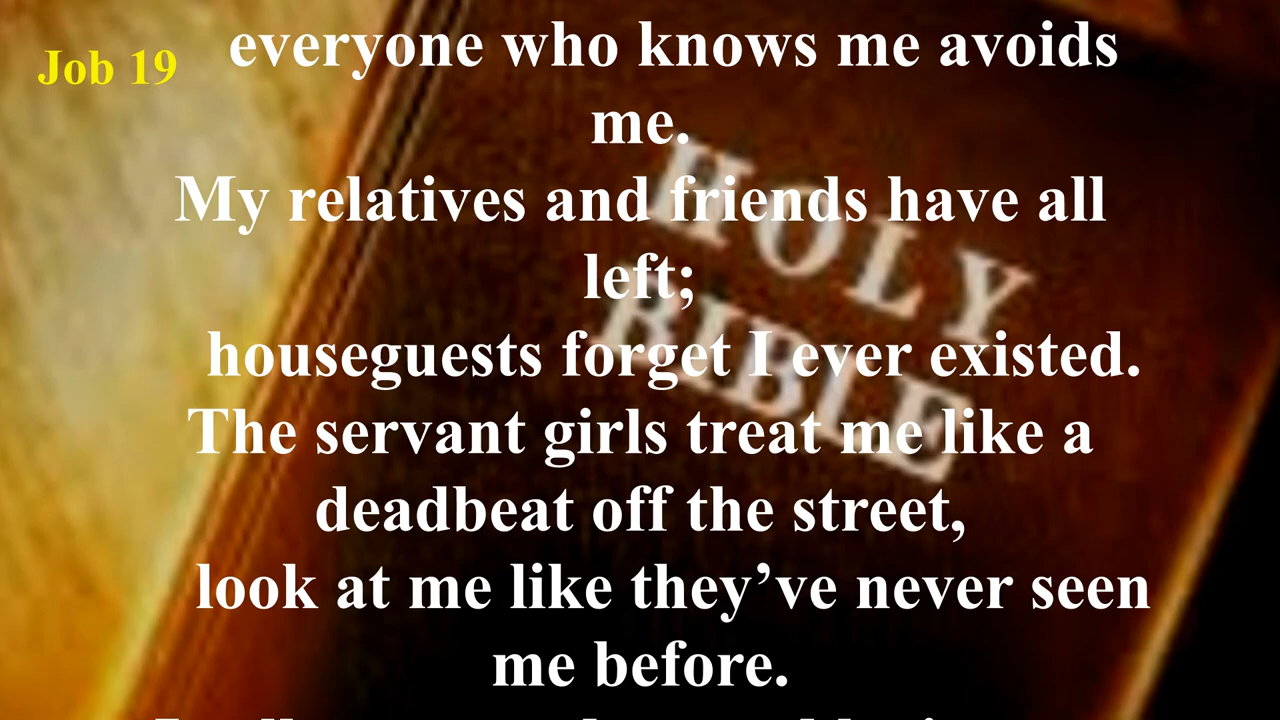 Job 19
everyone who knows me avoids
me.
My relatives and friends have all
left;
houseguests forget I ever existed.
The servant girls treat me like a
deadbeat off the street,
look at me like they’ve never seen
me before.
HOLY
BIBLE